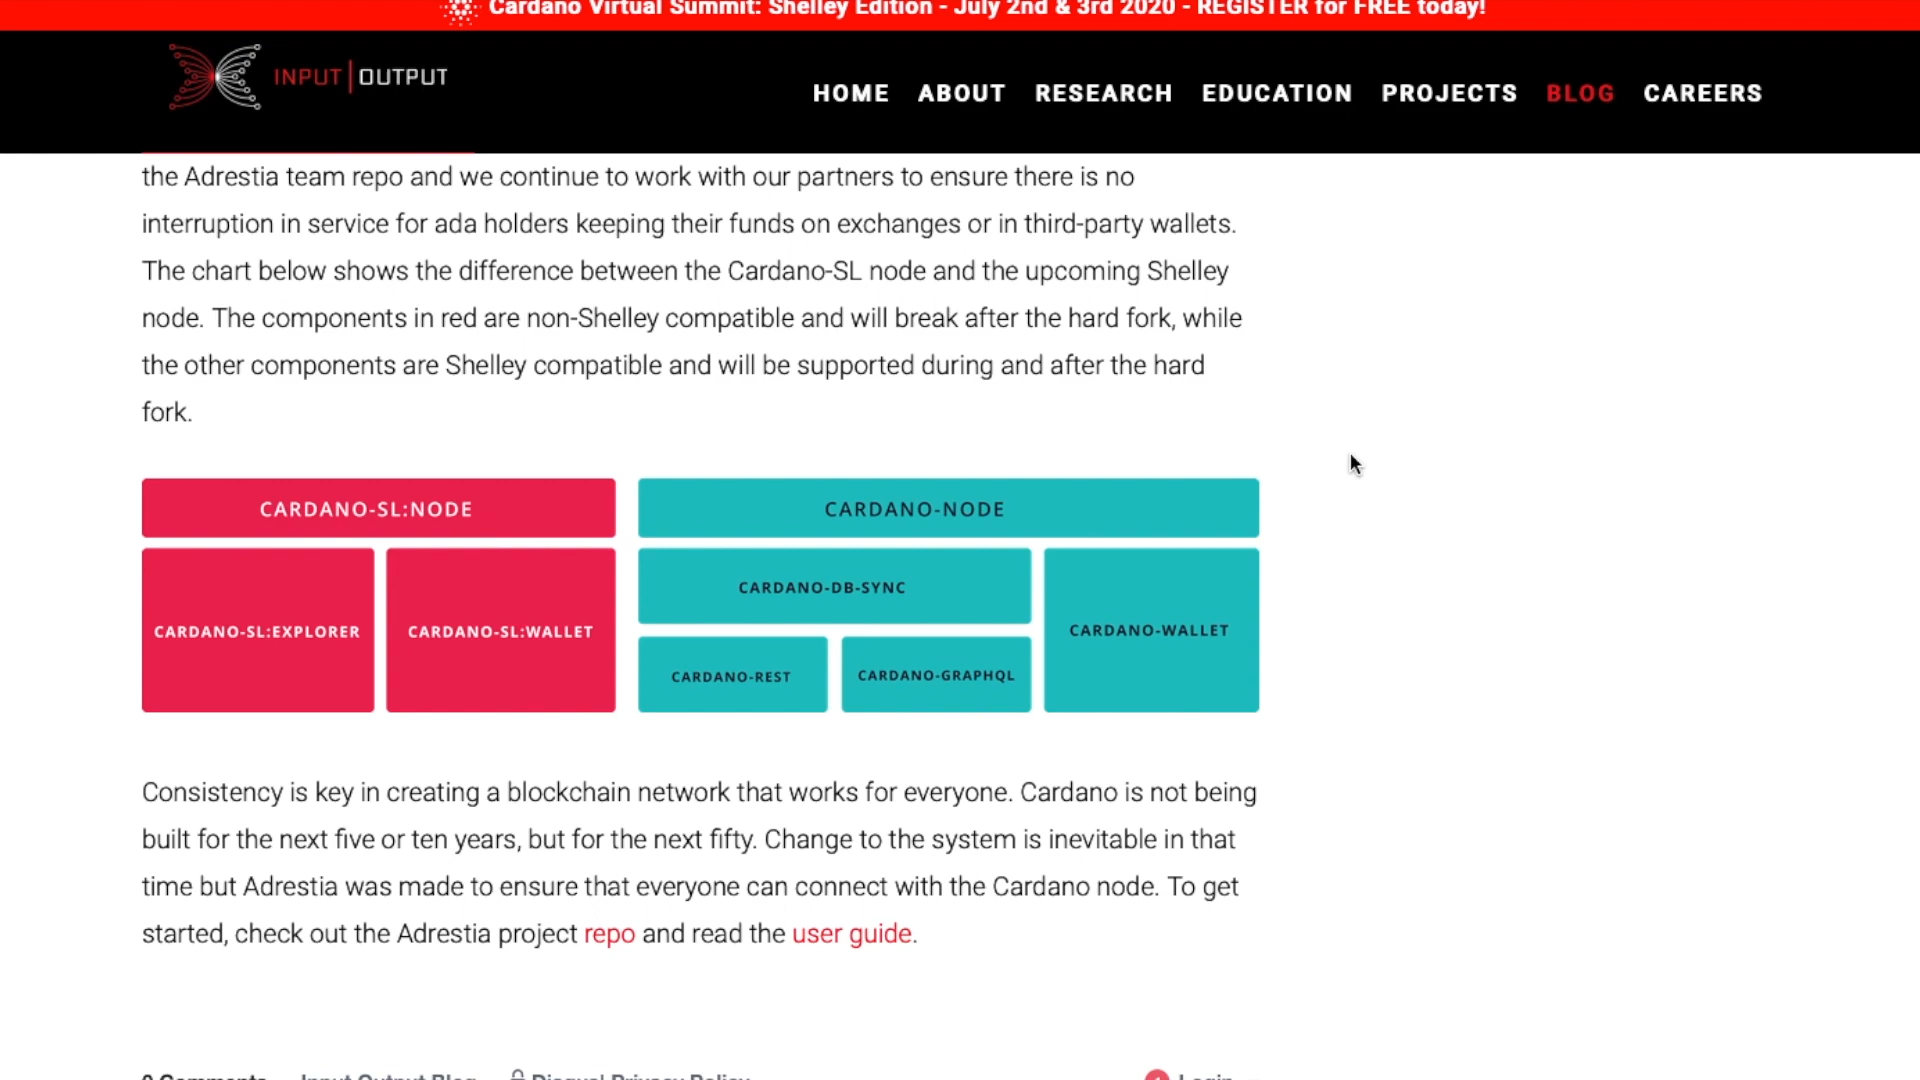 Cardano Virtual Summit: Shelley Edition - July 2nd & 3rd 2020 - REGISTER for FREE today!
INPUT | OUTPUT
HOME ABOUT RESEARCH EDUCATION PROJECTS BLOG CAREERS
the Adrestia team repo and we continue to work with our partners to ensure there is no
interruption in service for ada holders keeping their funds on exchanges or in third-party wallets.
The chart below shows the difference between the Cardano-SL node and the upcoming Shelley
node. The components in red are non-Shelley compatible and will break after the hard fork, while
the other components are Shelley compatible and will be supported during and after the hard
fork.
CARDANO-SL:NODE
CARDANO-SL:EXPLORER
CARDANO-SL:WALLET
CARDANO-NODE
CARDANO-DB-SYNC
CARDANO-REST
CARDANO-GRAPHQL
CARDANO-WALLET
Consistency is key in creating a blockchain network that works for everyone. Cardano is not being
built for the next five or ten years, but for the next fifty. Change to the system is inevitable in that
time but Adrestia was made to ensure that everyone can connect with the Cardano node. To get
started, check out the Adrestia project repo and read the user guide.
0 Comments Input Output Blog Disqus' Privacy Policy Login